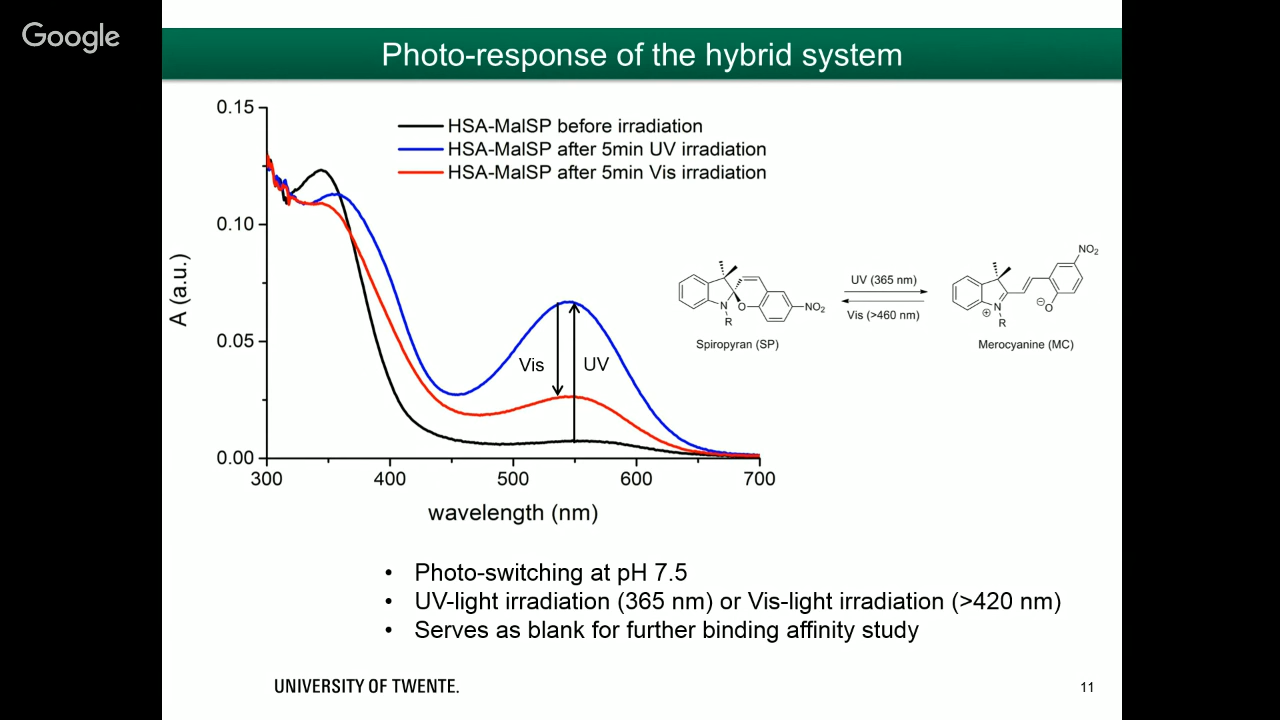 Google
Photo-response of the hybrid system
0.15
0.10
0.05
0.00
A (a.u.)
HSA-MalSP before irradiation
HSA-MalSP after 5min UV irradiation
HSA-MalSP after 5min Vis irradiation
Vis
UV
300
400
500
600
700
wavelength (nm)
N
R
O
NO₂
Spiropyran (SP)
UV (365 nm)
Vis (>460 nm)
NO₂
N
⊕
R
⊖
O
Merocyanine (MC)
• Photo-switching at pH 7.5
• UV-light irradiation (365 nm) or Vis-light irradiation (>420 nm)
• Serves as blank for further binding affinity study
UNIVERSITY OF TWENTE.
11